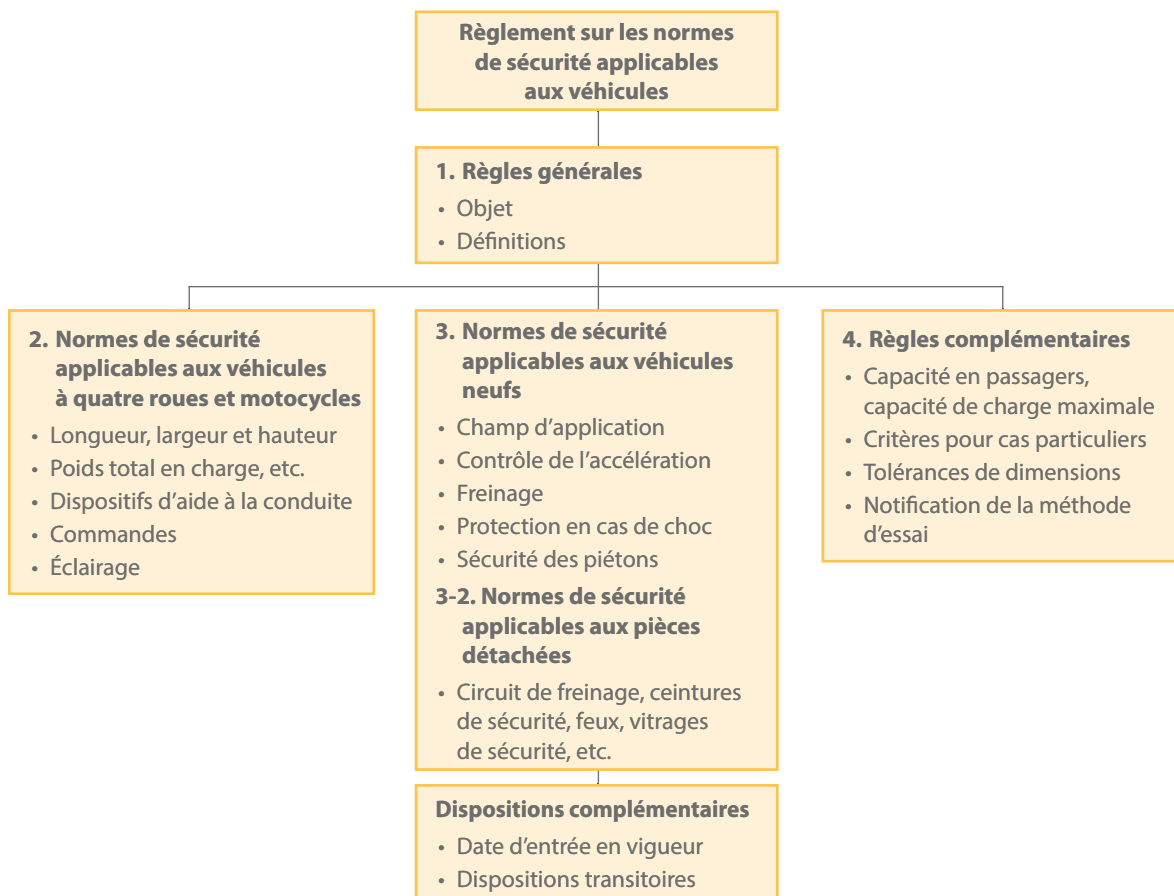 Règlement sur les normes
de sécurité applicables
aux véhicules
1. Règles générales
• Objet
• Définitions
2. Normes de sécurité
applicables aux véhicules
à quatre roues et motocycles
• Longueur, largeur et hauteur
• Poids total en charge, etc.
• Dispositifs d'aide à la conduite
• Commandes
• Éclairage
3. Normes de sécurité
applicables aux véhicules
neufs
• Champ d'application
• Contrôle de l'accélération
• Freinage
• Protection en cas de choc
• Sécurité des piétons
3-2. Normes de sécurité
applicables aux pièces
détachées
• Circuit de freinage, ceintures
de sécurité, feux, vitrages
de sécurité, etc.
4. Règles complémentaires
• Capacité en passagers,
capacité de charge maximale
• Critères pour cas particuliers
• Tolérances de dimensions
• Notification de la méthode
d'essai
Dispositions complémentaires
• Date d'entrée en vigueur
• Dispositions transitoires